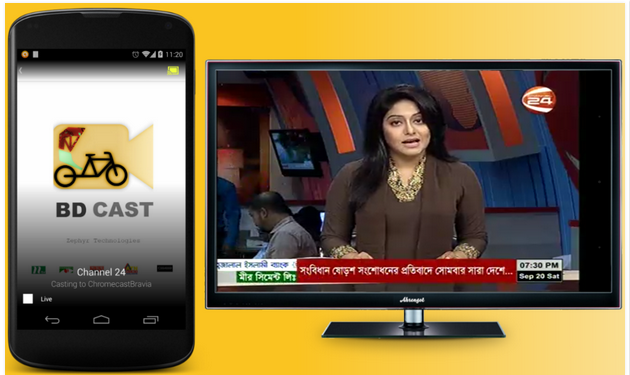 11:20
BD CAST
Zephyr Technologies
Channel 24
Casting to ChromecastBravia
Live
24
ইসলামী ব্যাংক
মীর সিমেন্ট লিঃ
সংবিধান ষোড়শ সংশোধনের প্রতিবাদে সোমবার সারা দেশে...
07:30 PM
Sep 20 Sat